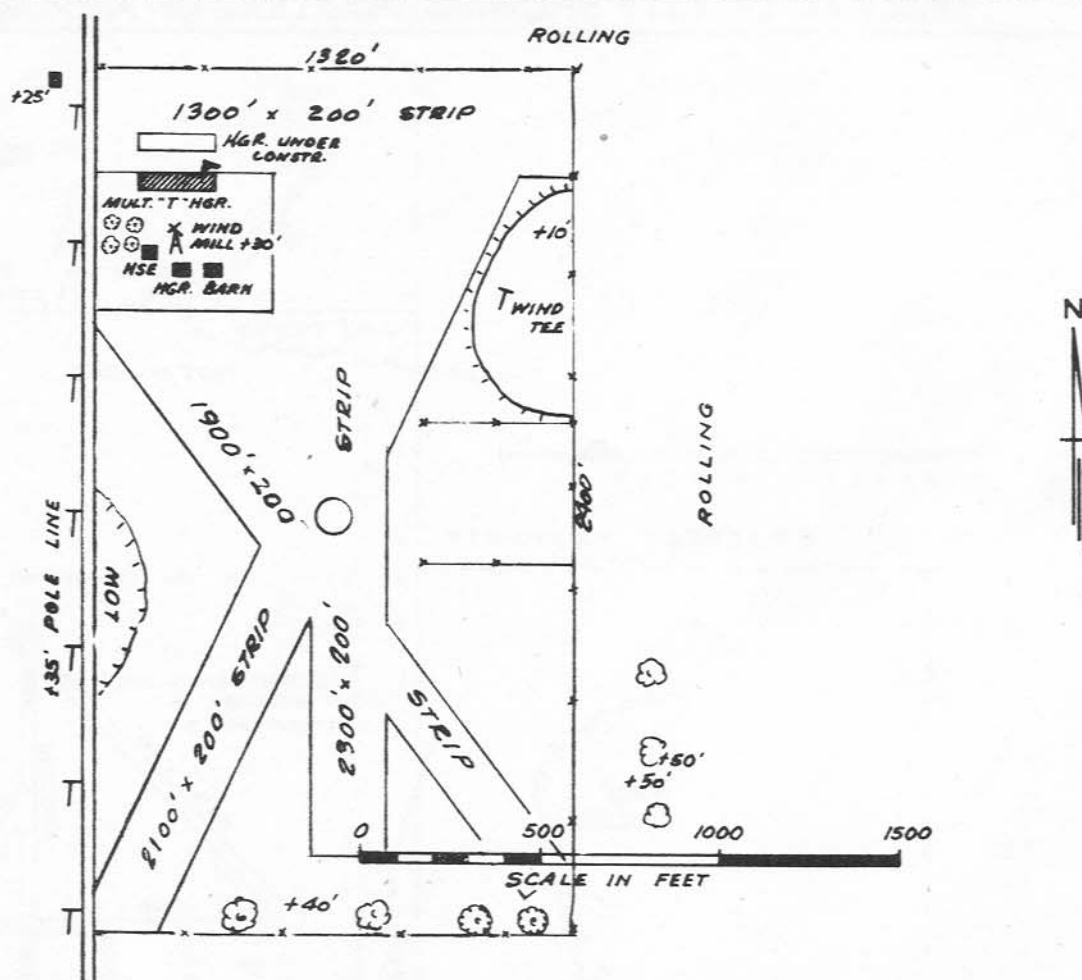 ROLLING
1320'
+25'
1300' x 200' STRIP
HGR. UNDER
CONSTR.
MULT. "T" HGR.
WIND
MILL +30'
HSE
HGR. BARN
+10'
T WIND
TEE
N
STRIP
1900' x 200
ROLLING
2400'
+35' POLE LINE
LOW
2100' x 200' STRIP
2300' x 200'
STRIP
+50'
+50'
0 500 1000 1500
SCALE IN FEET
+40'